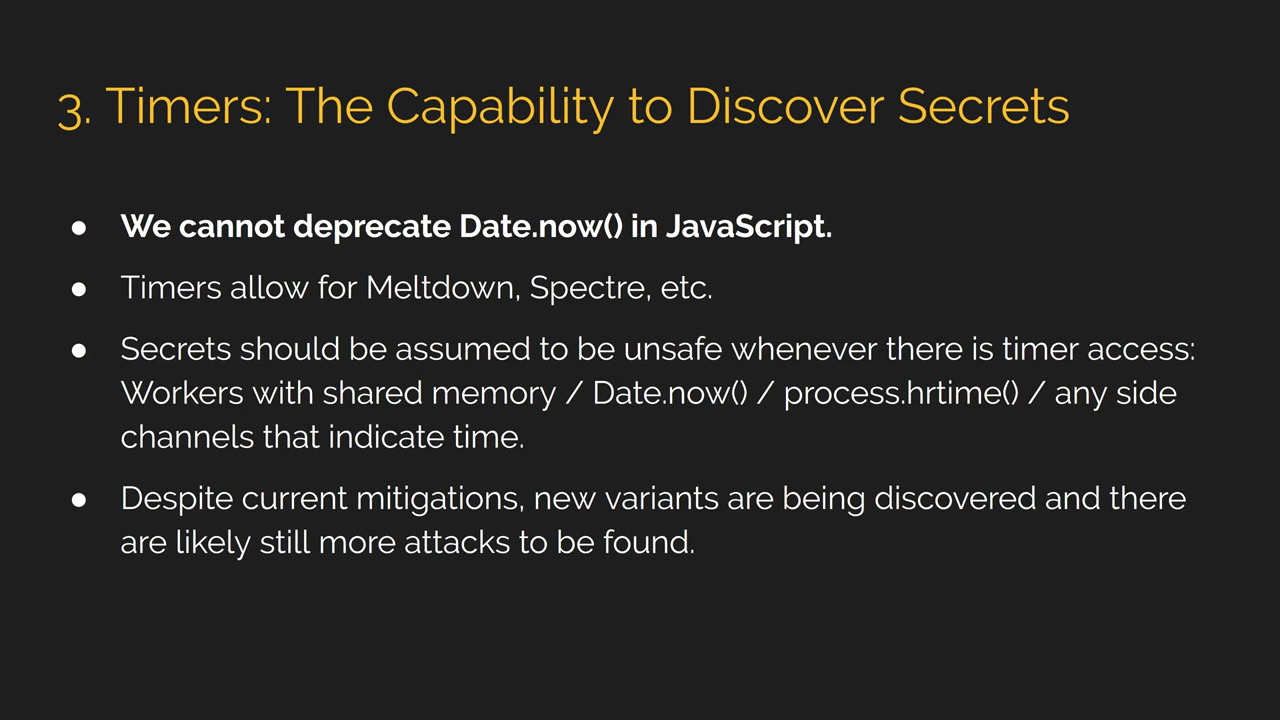 3. Timers: The Capability to Discover Secrets
● We cannot deprecate Date.now() in JavaScript.
● Timers allow for Meltdown, Spectre, etc.
● Secrets should be assumed to be unsafe whenever there is timer access:
Workers with shared memory / Date.now() / process.hrtime() / any side
channels that indicate time.
● Despite current mitigations, new variants are being discovered and there
are likely still more attacks to be found.